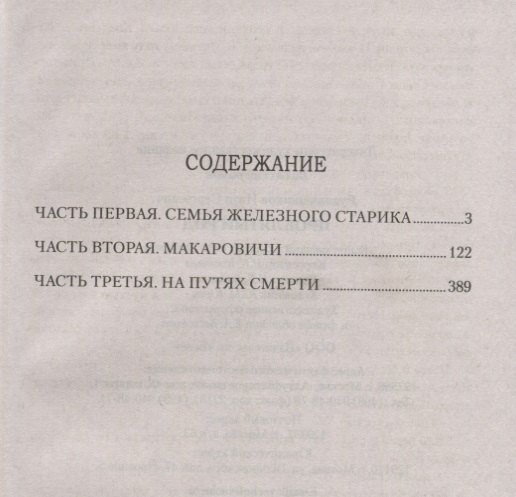 СОДЕРЖАНИЕ
ЧАСТЬ ПЕРВАЯ. СЕМЬЯ ЖЕЛЕЗНОГО СТАРИКА ............ 3
ЧАСТЬ ВТОРАЯ. МАКАРОВИЧИ ...................................... 122
ЧАСТЬ ТРЕТЬЯ. НА ПУТЯХ СМЕРТИ ............................. 389